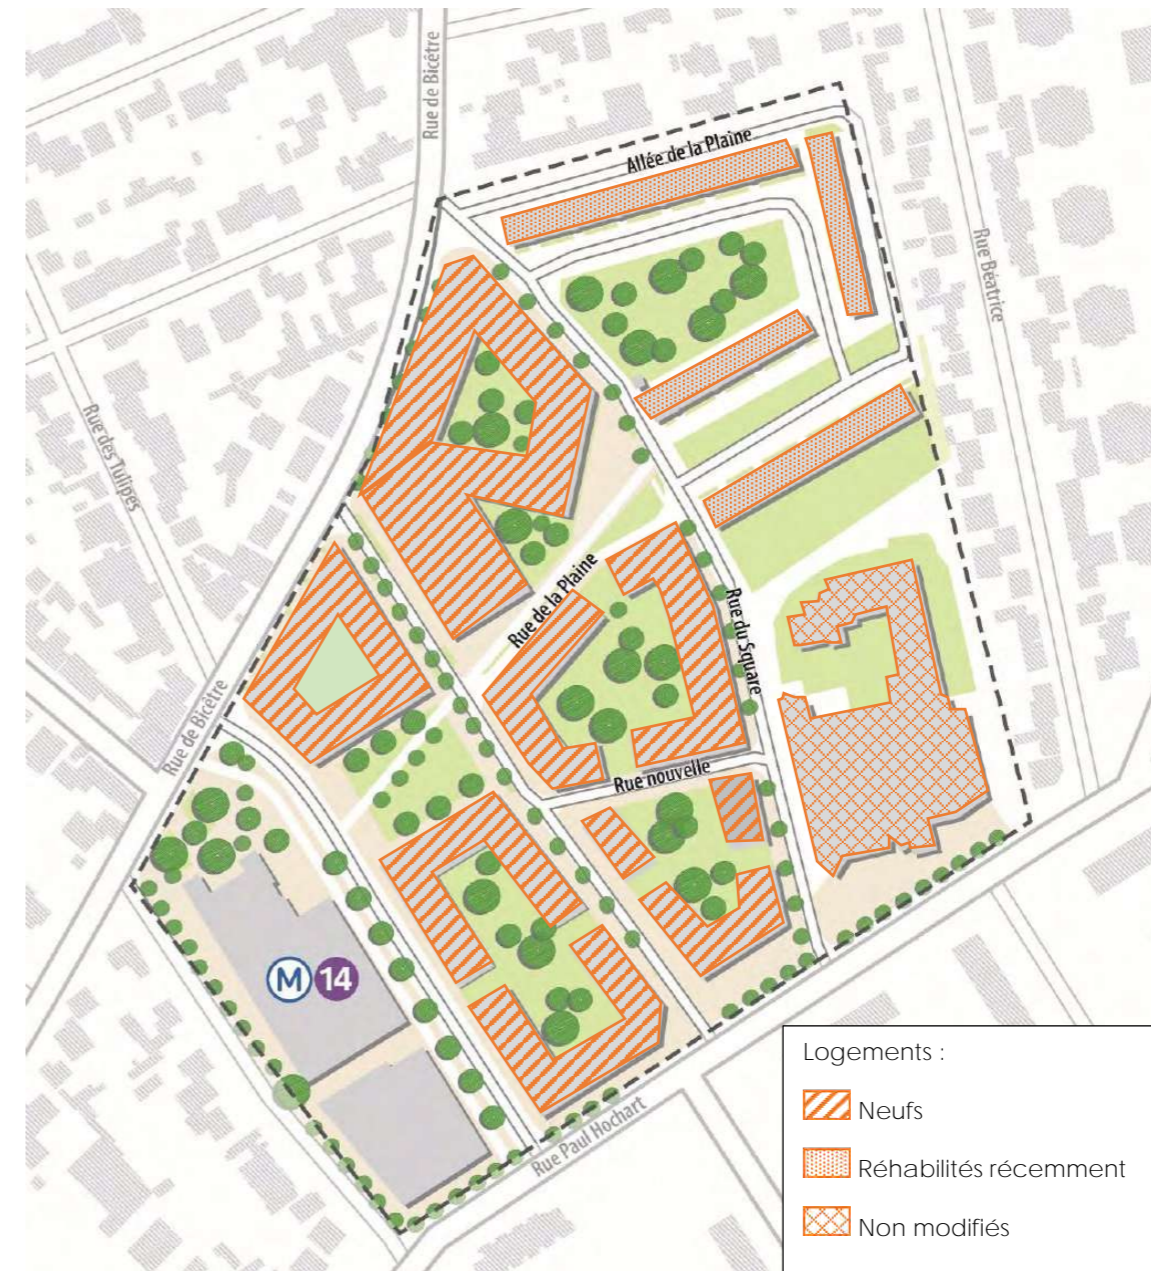 Rue de Bicêtre
Allée de la Plaine
Rue Béatrice
Rue des Tulipes
Rue de la Plaine
Rue du Square
Rue de Bicêtre
Rue nouvelle
M 14
Rue Paul Hochart
Logements :
Neufs
Réhabilités récemment
Non modifiés